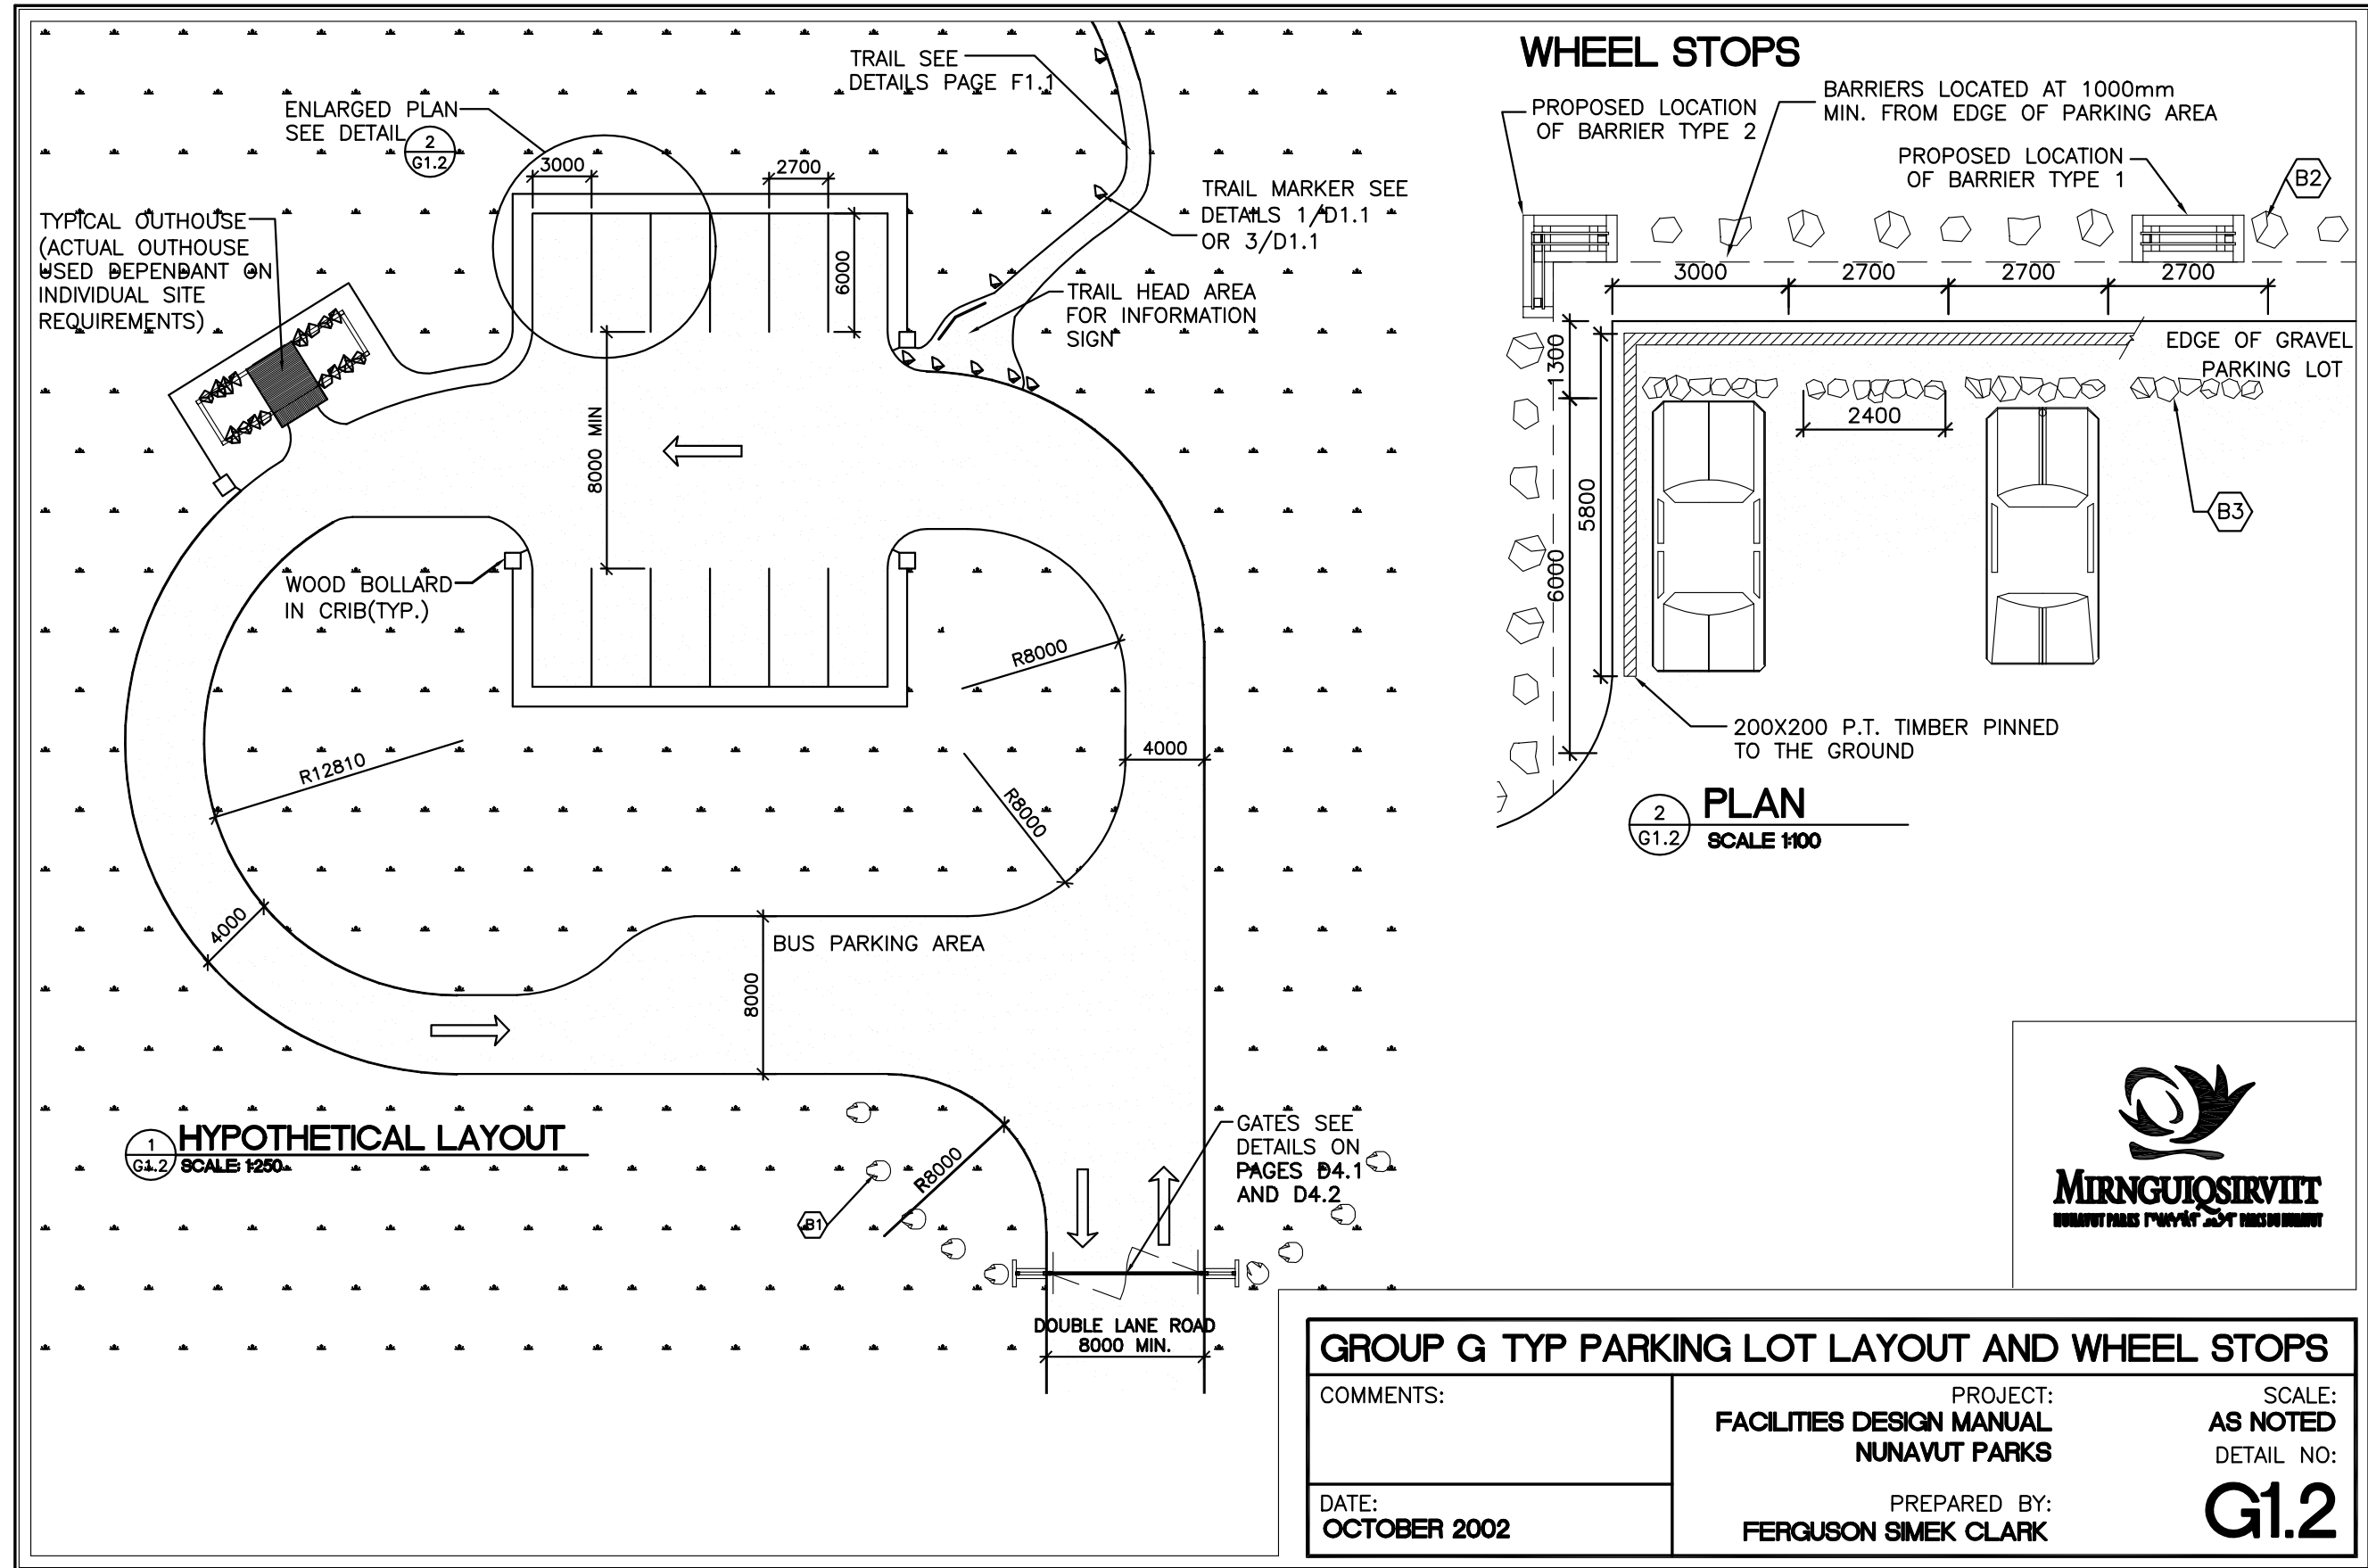 TRAIL SEE
DETAILS PAGE F1.1
ENLARGED PLAN
SEE DETAIL
2
G1.2
3000
2700
TRAIL MARKER SEE
DETAILS 1/D1.1
OR 3/D1.1
TYPICAL OUTHOUSE
(ACTUAL OUTHOUSE
USED DEPENDANT ON
INDIVIDUAL SITE
REQUIREMENTS)
6000
TRAIL HEAD AREA
FOR INFORMATION
SIGN
8000 MIN
WOOD BOLLARD
IN CRIB(TYP.)
R8000
4000
R12810
R8000
4000
BUS PARKING AREA
8000
1
G1.2
HYPOTHETICAL LAYOUT
SCALE: 1:250
R8000
B1
GATES SEE
DETAILS ON
PAGES D4.1
AND D4.2
DOUBLE LANE ROAD
8000 MIN.
WHEEL STOPS
BARRIERS LOCATED AT 1000mm
MIN. FROM EDGE OF PARKING AREA
PROPOSED LOCATION
OF BARRIER TYPE 2
PROPOSED LOCATION
OF BARRIER TYPE 1
B2
3000
2700
2700
2700
1300
EDGE OF GRAVEL
PARKING LOT
2400
5800
6000
B3
200X200 P.T. TIMBER PINNED
TO THE GROUND
2
G1.2
PLAN
SCALE 1:100
MIRNGUIQSIRVIIT
NUNAVUT PARKS
PARCS DU NUNAVUT
GROUP G TYP PARKING LOT LAYOUT AND WHEEL STOPS
COMMENTS:
PROJECT:
FACILITIES DESIGN MANUAL
NUNAVUT PARKS
SCALE:
AS NOTED
DETAIL NO:
G1.2
DATE:
OCTOBER 2002
PREPARED BY:
FERGUSON SIMEK CLARK